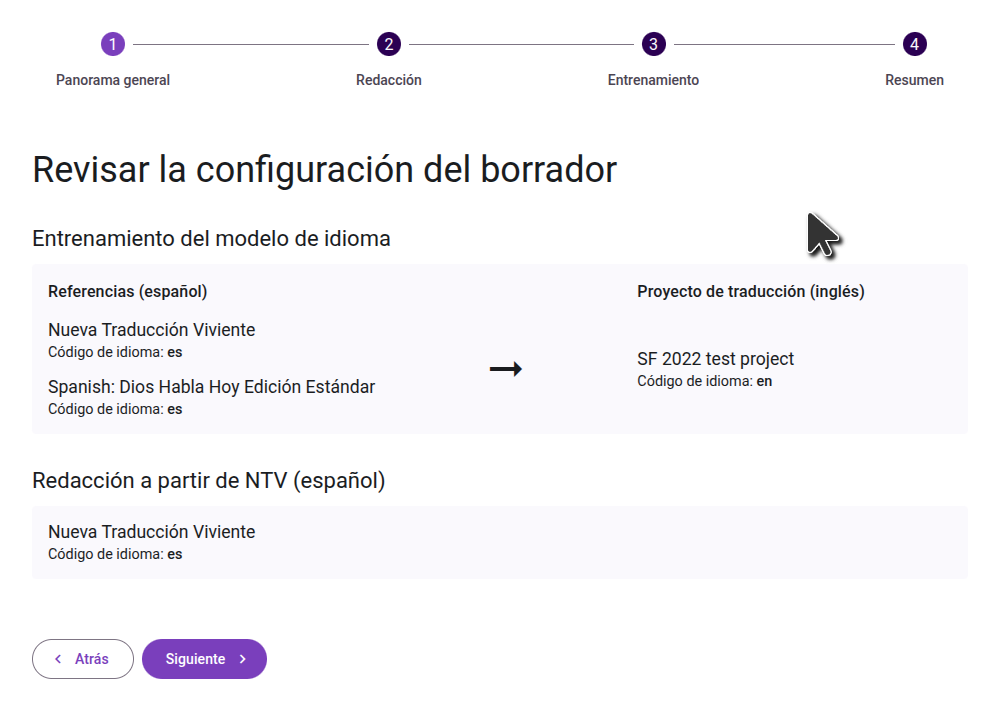 1
2
3
4
Panorama general
Redacción
Entrenamiento
Resumen
Revisar la configuración del borrador
Entrenamiento del modelo de idioma
Referencias (español)
Nueva Traducción Viviente
Código de idioma: es
Spanish: Dios Habla Hoy Edición Estándar
Código de idioma: es
Proyecto de traducción (inglés)
SF 2022 test project
Código de idioma: en
Redacción a partir de NTV (español)
Nueva Traducción Viviente
Código de idioma: es
Atrás
Siguiente